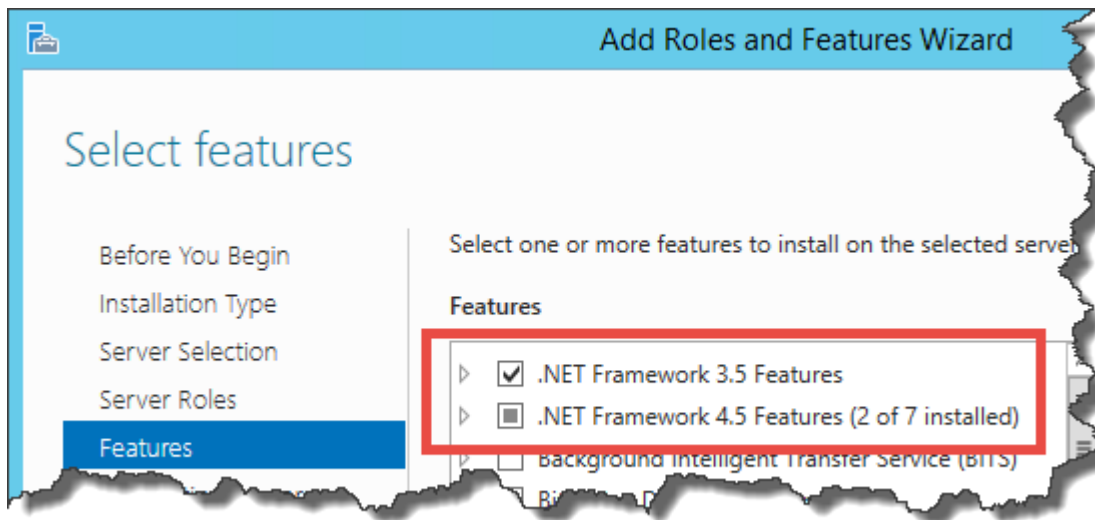 Add Roles and Features Wizard
Select features
Before You Begin
Installation Type
Server Selection
Server Roles
Features
Select one or more features to install on the selected
Features
.NET Framework 3.5 Features
.NET Framework 4.5 Features (2 of 7 installed)
Background Intelligent Transfer Service (BITS)